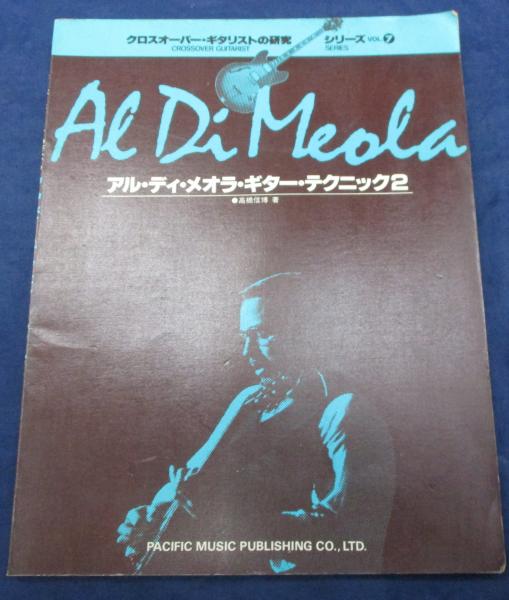 クロスオーバー・ギタリストの研究 シリーズ VOL.7
CROSSOVER GUITARIST SERIES
Al Di Meola
アル・ディ・メオラ・ギター・テクニック2
●高橋信博 著
PACIFIC MUSIC PUBLISHING CO., LTD.